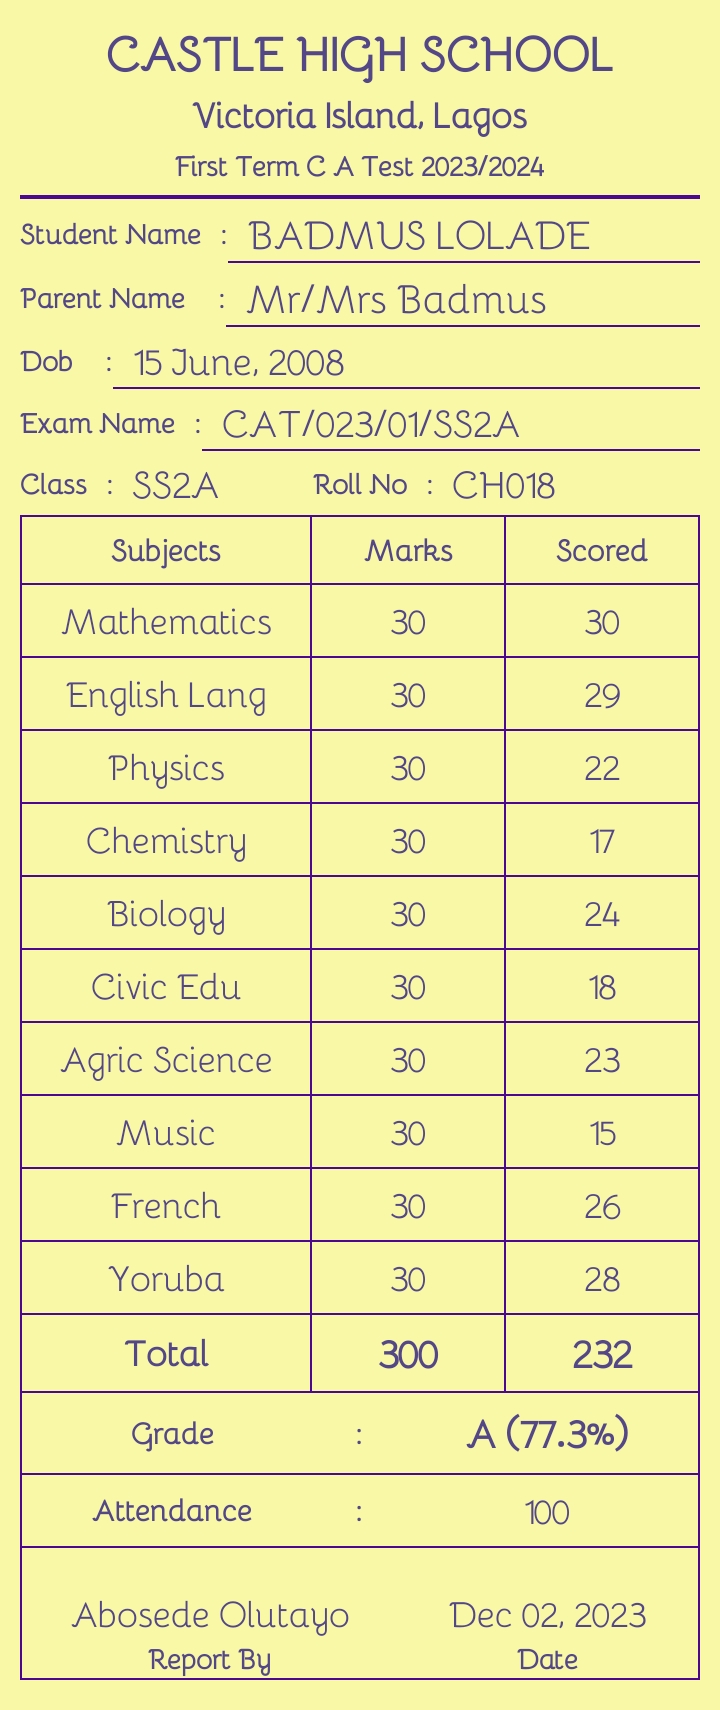 CASTLE HIGH SCHOOL
Victoria Island, Lagos
First Term C A Test 2023/2024
Student Name : BADMUS LOLADE
Parent Name : Mr/Mrs Badmus
Dob : 15 June, 2008
Exam Name : CAT/023/01/SS2A
Class : SS2A Roll No : CH018
Subjects Marks Scored
Mathematics 30 30
English Lang 30 29
Physics 30 22
Chemistry 30 17
Biology 30 24
Civic Edu 30 18
Agric Science 30 23
Music 30 15
French 30 26
Yoruba 30 28
Total 300 232
Grade : A (77.3%)
Attendance : 100
Abosede Olutayo Dec 02, 2023
Report By Date